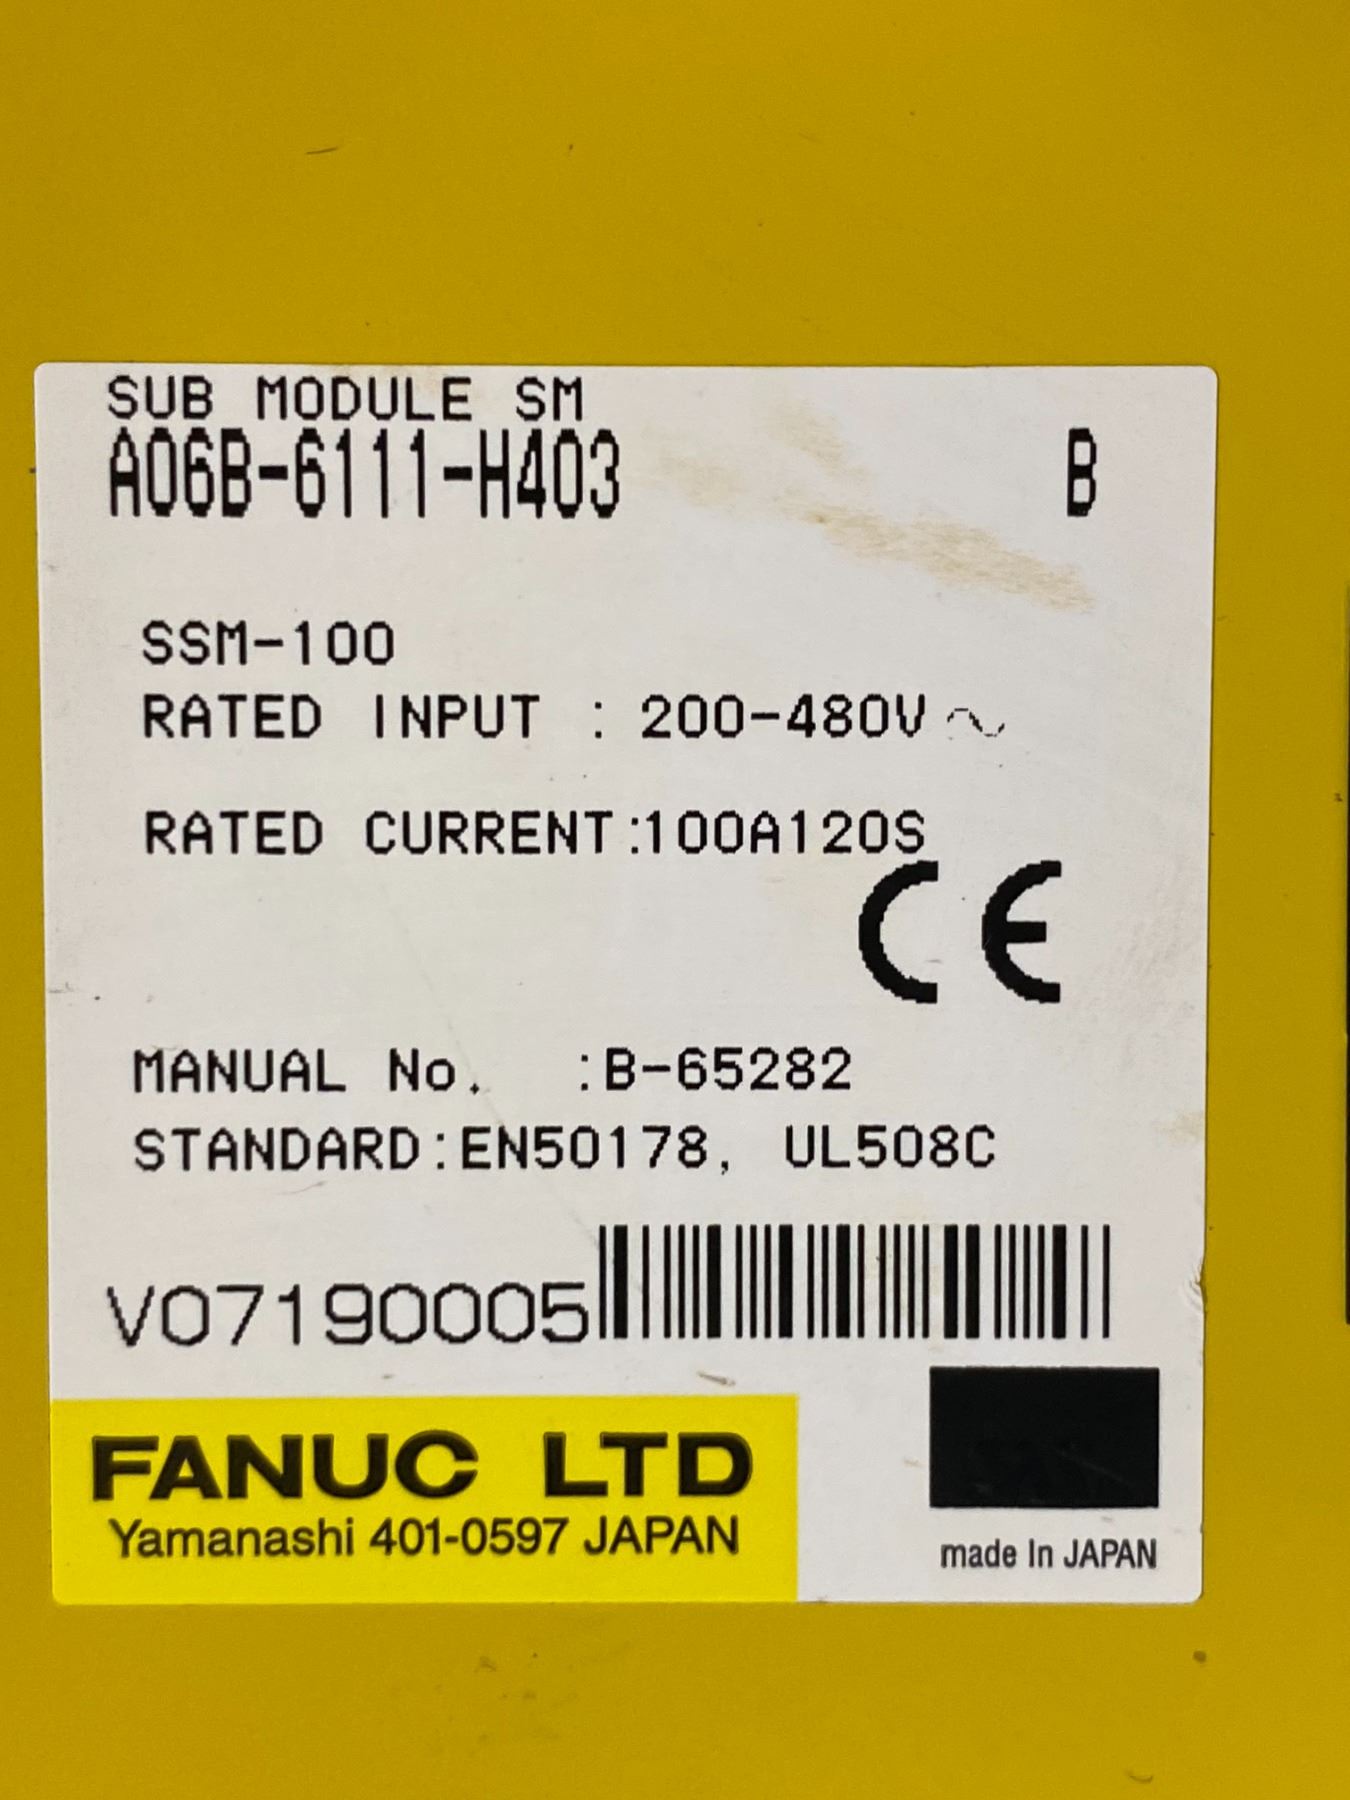 SUB MODULE SM
A06B-6111-H403 B
SSM-100
RATED INPUT : 200-480V ~
RATED CURRENT:100A120S
CE
MANUAL No. :B-65282
STANDARD:EN50178, UL508C
V07190005
FANUC LTD
Yamanashi 401-0597 JAPAN
made In JAPAN